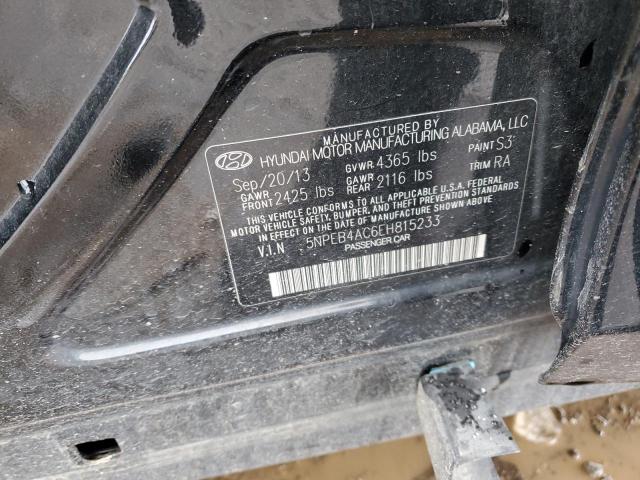 MANUFACTURED BY
HYUNDAI MOTOR MANUFACTURING ALABAMA, LLC
Sep/20/13 GVWR 4365 lbs PAINT S3
GAWR FRONT 2425 lbs GAWR REAR 2116 lbs TRIM RA
THIS VEHICLE CONFORMS TO ALL APPLICABLE U.S.A. FEDERAL
MOTOR VEHICLE SAFETY, BUMPER, AND THEFT PREVENTION STANDARDS IN
EFFECT ON THE DATE OF MANUFACTURE SHOWN ABOVE.
V.I.N 5NPEB4AC6EH815233
PASSENGER CAR